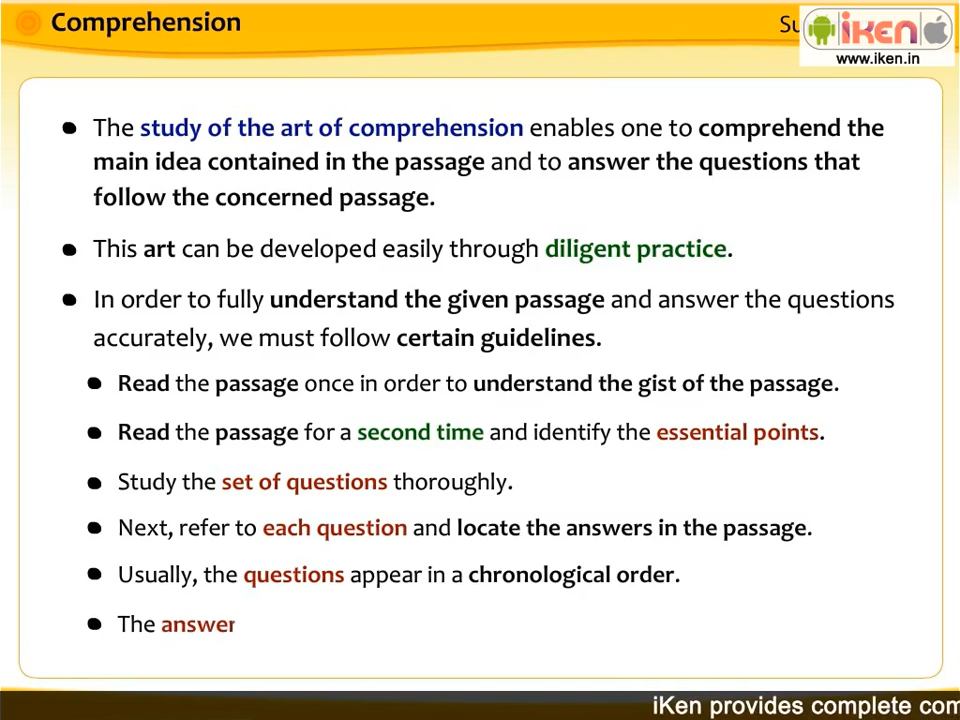 Comprehension
iken
www.iken.in
The study of the art of comprehension enables one to comprehend the
main idea contained in the passage and to answer the questions that
follow the concerned passage.
This art can be developed easily through diligent practice.
In order to fully understand the given passage and answer the questions
accurately, we must follow certain guidelines.
Read the passage once in order to understand the gist of the passage.
Read the passage for a second time and identify the essential points.
Study the set of questions thoroughly.
Next, refer to each question and locate the answers in the passage.
Usually, the questions appear in a chronological order.
The answer
iKen provides complete com